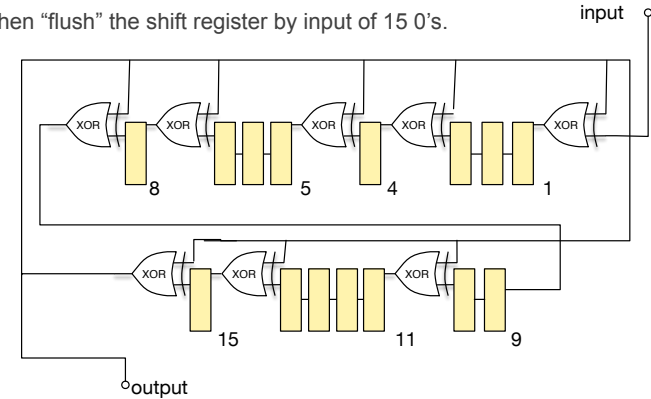 hen “flush” the shift register by input of 15 0’s.
input
XOR XOR XOR XOR XOR
8 5 4 1
XOR XOR XOR
15 11 9
output